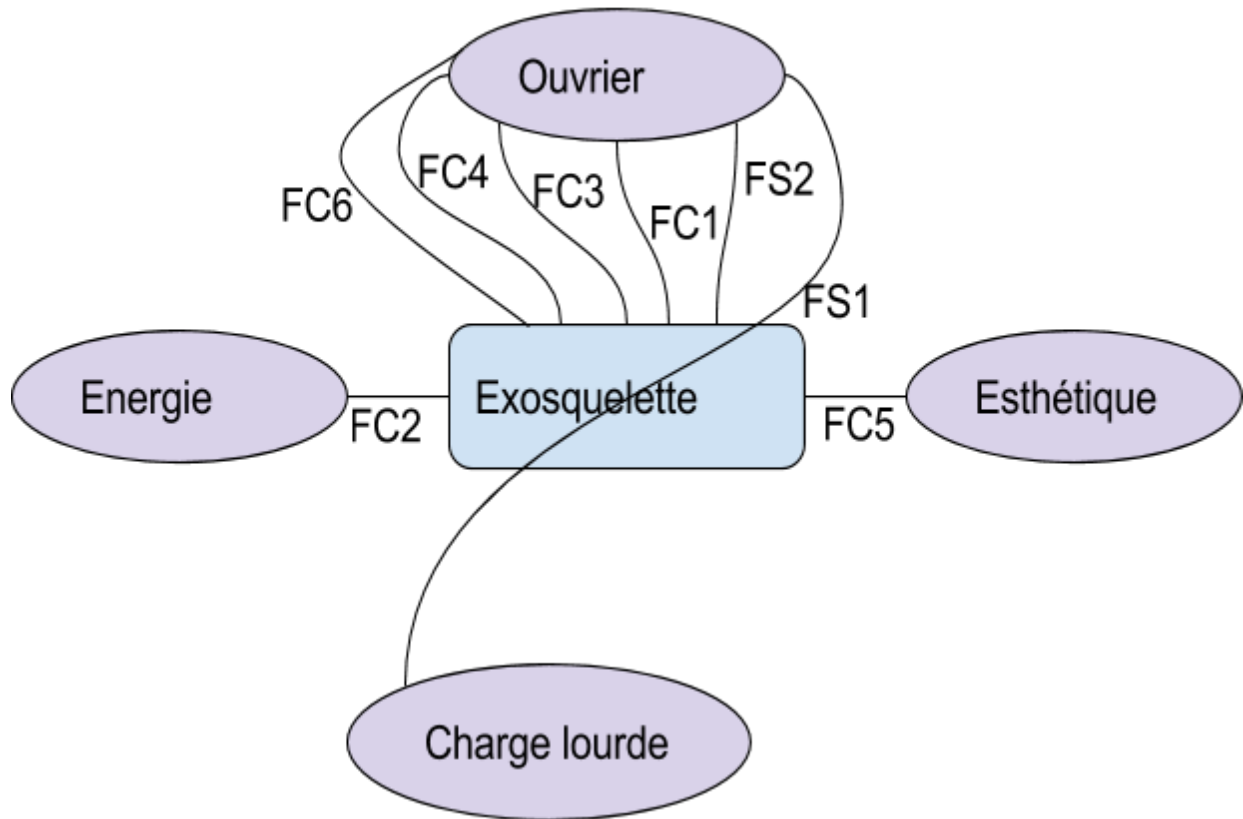 Ouvrier
FC6
FC4
FC3
FC1
FS2
FS1
Energie
FC2
Exosquelette
FC5
Esthétique
Charge lourde